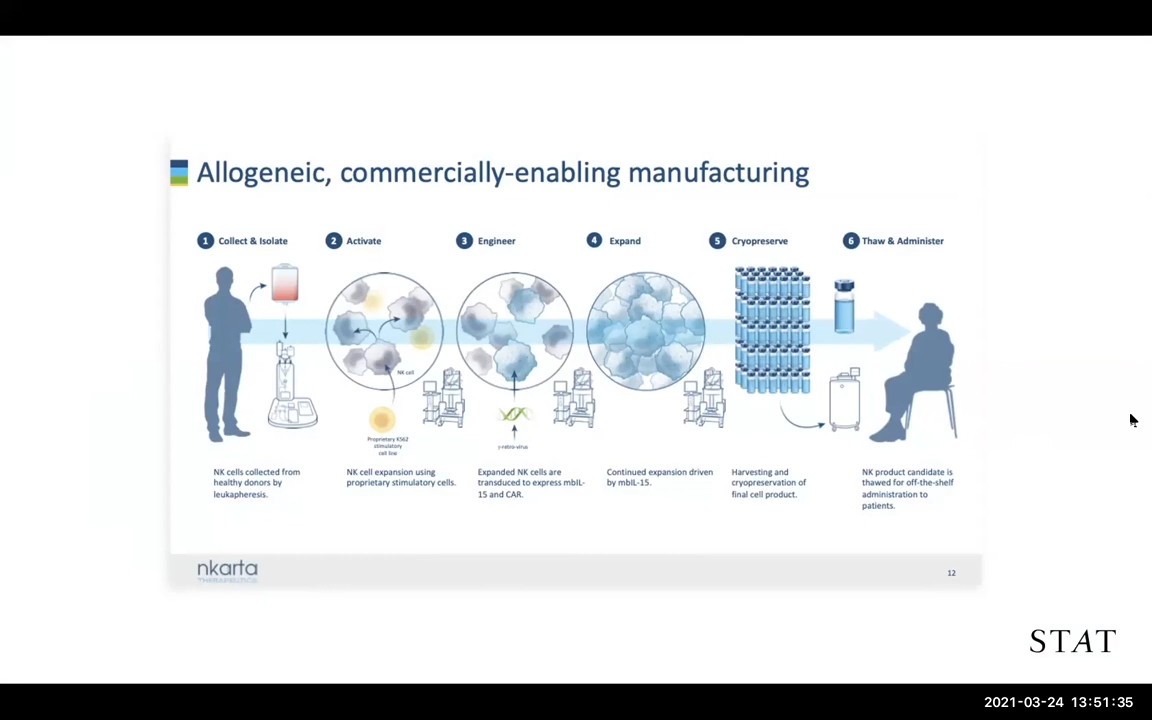 Allogeneic, commercially-enabling manufacturing
1 Collect & Isolate
2 Activate
3 Engineer
4 Expand
5 Cryopreserve
6 Thaw & Administer
NK cell
Proprietary K562
stimulatory
cell line
γ-retro-virus
NK cells collected from
healthy donors by
leukapheresis.
NK cell expansion using
proprietary stimulatory cells.
Expanded NK cells are
transduced to express mbIL-
15 and CAR.
Continued expansion driven
by mbIL-15.
Harvesting and
cryopreservation of
final cell product.
NK product candidate is
thawed for off-the-shelf
administration to
patients.
nkarta
THERAPEUTICS
12
STAT
2021-03-24 13:51:35